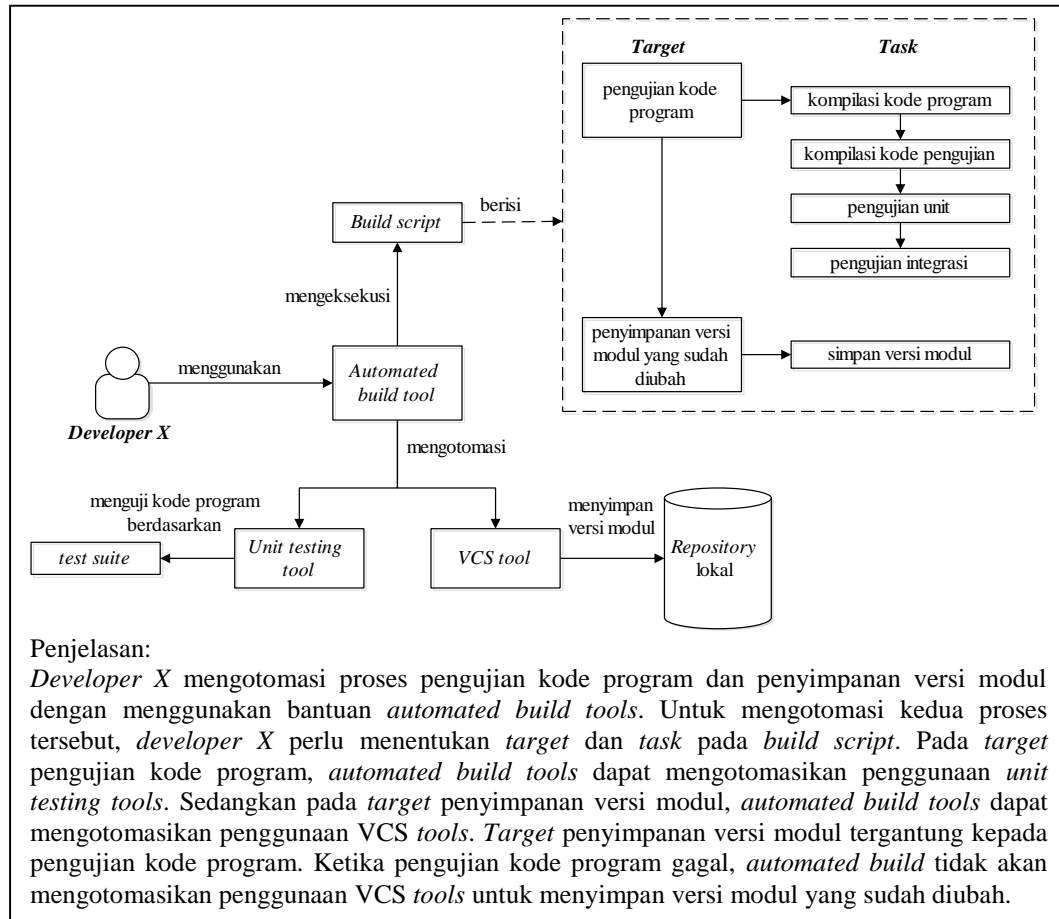 Target
Task
pengujian kode
program
kompilasi kode program
kompilasi kode pengujian
pengujian unit
pengujian integrasi
berisi
Build script
mengeksekusi
penyimpanan versi
modul yang sudah
diubah
simpan versi modul
menggunakan
Automated
build tool
Developer X
mengotomasi
menguji kode program
berdasarkan
menyimpan
versi modul
test suite
Unit testing
tool
VCS tool
Repository
lokal
Penjelasan:
Developer X mengotomasi proses pengujian kode program dan penyimpanan versi modul
dengan menggunakan bantuan automated build tools. Untuk mengotomasi kedua proses
tersebut, developer X perlu menentukan target dan task pada build script. Pada target
pengujian kode program, automated build tools dapat mengotomasikan penggunaan unit
testing tools. Sedangkan pada target penyimpanan versi modul, automated build tools dapat
mengotomasikan penggunaan VCS tools. Target penyimpanan versi modul tergantung kepada
pengujian kode program. Ketika pengujian kode program gagal, automated build tidak akan
mengotomasikan penggunaan VCS tools untuk menyimpan versi modul yang sudah diubah.